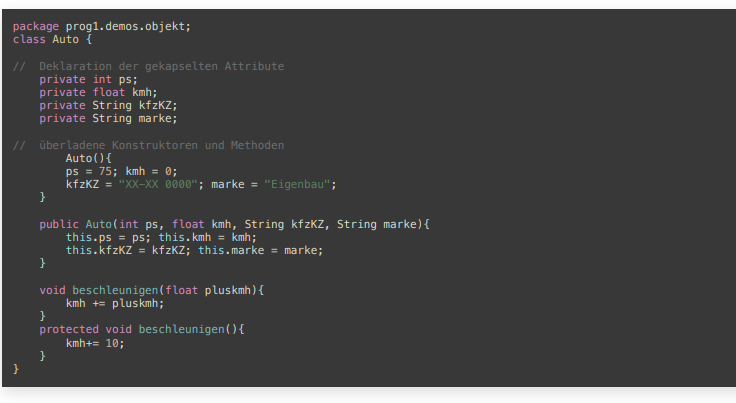 package prog1.demos.objekt;
class Auto {
//  Deklaration der gekapselten Attribute
    private int ps;
    private float kmh;
    private String kfzKZ;
    private String marke;
//  überladene Konstruktoren und Methoden
        Auto(){
        ps = 75; kmh = 0;
        kfzKZ = "XX-XX 0000"; marke = "Eigenbau";
    }
    public Auto(int ps, float kmh, String kfzKZ, String marke){
        this.ps = ps; this.kmh = kmh;
        this.kfzKZ = kfzKZ; this.marke = marke;
    }
    void beschleunigen(float pluskmh){
        kmh += pluskmh;
    }
    protected void beschleunigen(){
        kmh+= 10;
    }
}